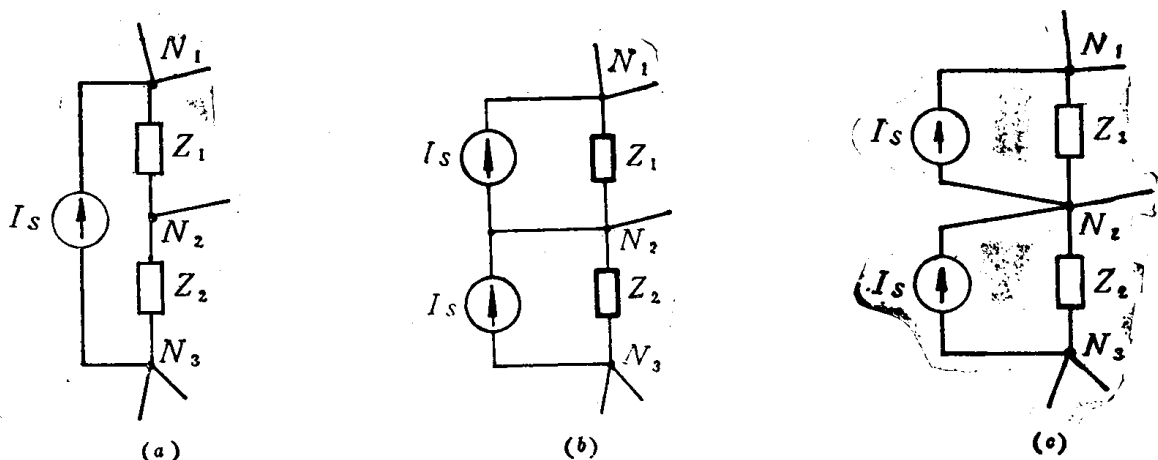 N₁
Z₁
Is
N₂
Z₂
N₃
(a)
N₁
Is
Z₁
N₂
Is
Z₂
N₃
(b)
N₁
Is
Z₁
N₂
Is
Z₂
N₃
(c)